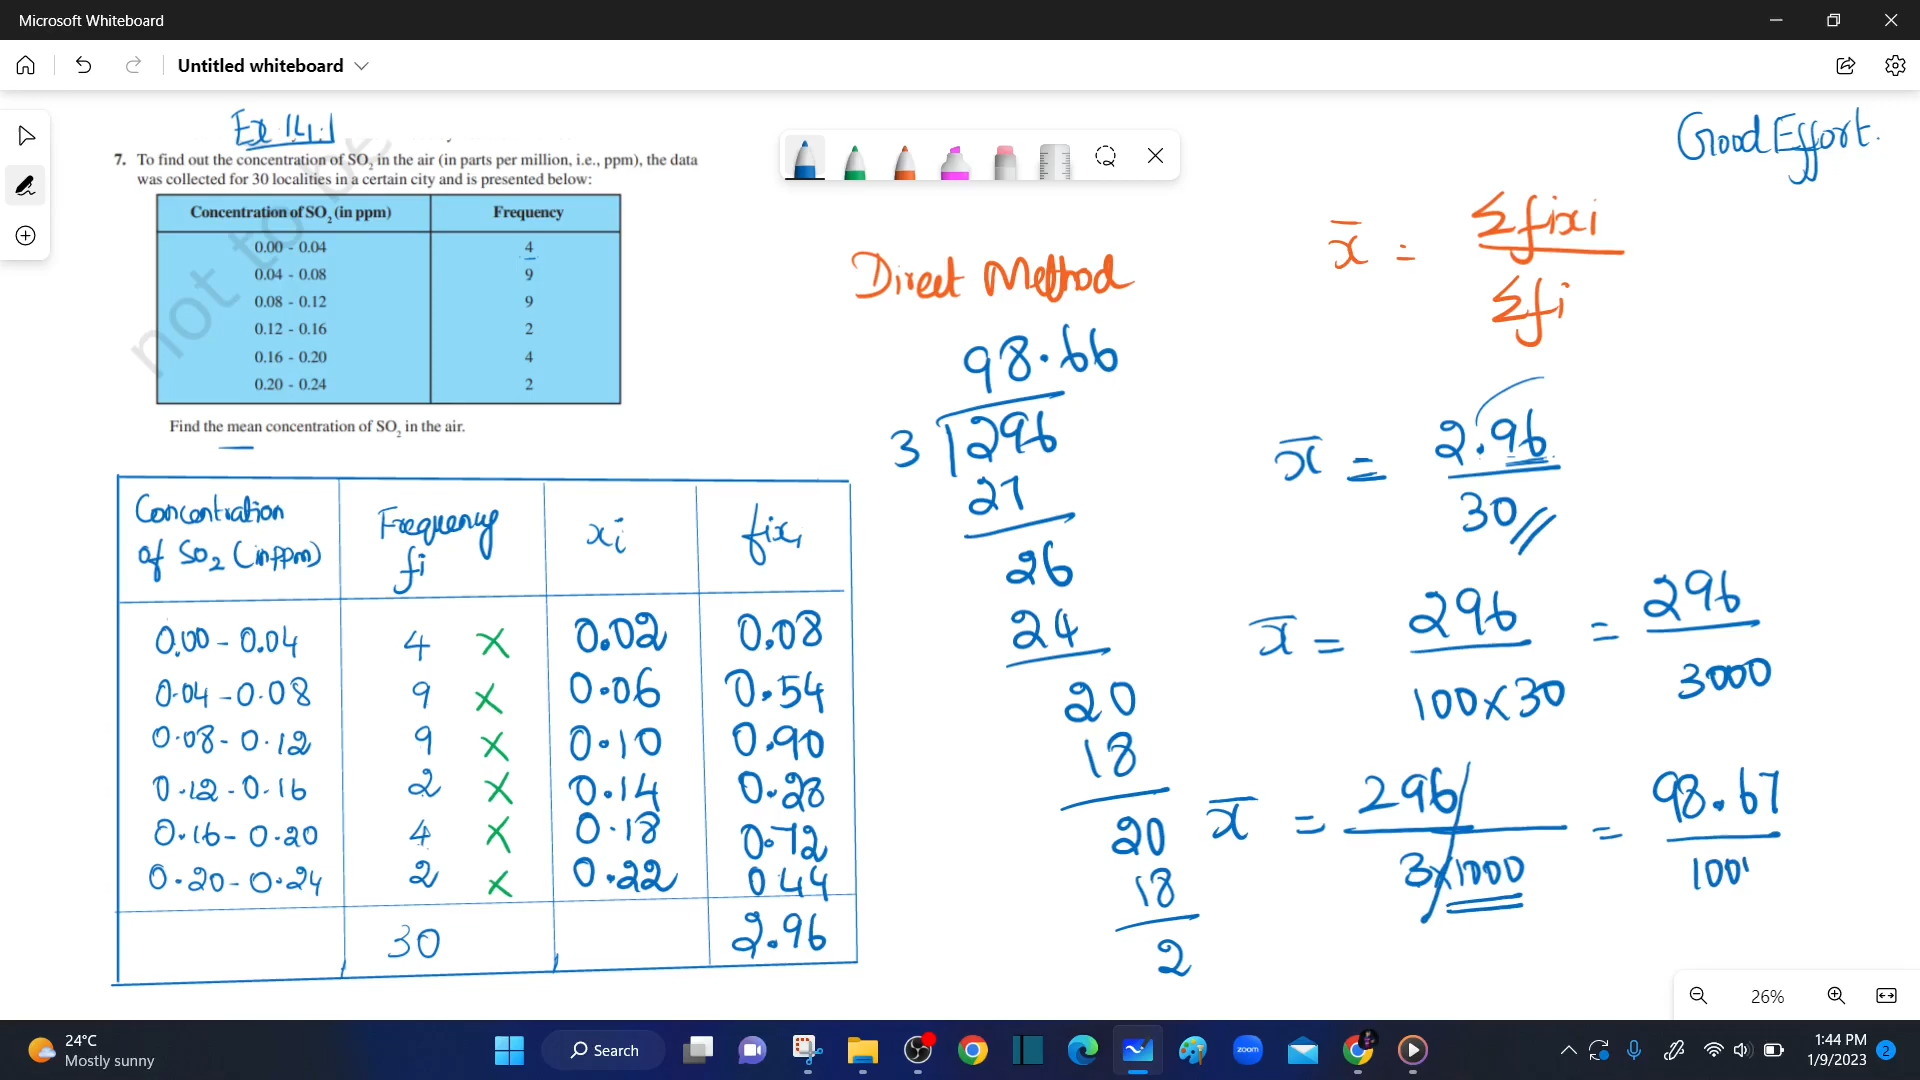 Microsoft Whiteboard
Untitled whiteboard
Ex 14.1
7. To find out the concentration of SO2 in the air (in parts per million, i.e., ppm), the data
was collected for 30 localities in a certain city and is presented below:
Concentration of SO2 (in ppm) Frequency
0.00 - 0.04 4
0.04 - 0.08 9
0.08 - 0.12 9
0.12 - 0.16 2
0.16 - 0.20 4
0.20 - 0.24 2
Find the mean concentration of SO2 in the air.
not to be
Concentration of SO2 (in ppm) Frequency fi xi fixi
0.00 - 0.04 4 × 0.02 0.08
0.04 - 0.08 9 × 0.06 0.54
0.08 - 0.12 9 × 0.10 0.90
0.12 - 0.16 2 × 0.14 0.28
0.16 - 0.20 4 × 0.18 0.72
0.20 - 0.24 2 × 0.22 0.44
30 2.96
Direct Method
98.66
3 296
27
26
24
20
18
20
18
2
Good Effort.
x̄ = Σfixi / Σfi
x̄ = 2.96 / 30
x̄ = 296 / 100 × 30 = 296 / 3000
x̄ = 296 / 3 × 1000 = 98.67 / 100
26%
24°C
Mostly sunny
Search
zoom
1:44 PM
1/9/2023
2